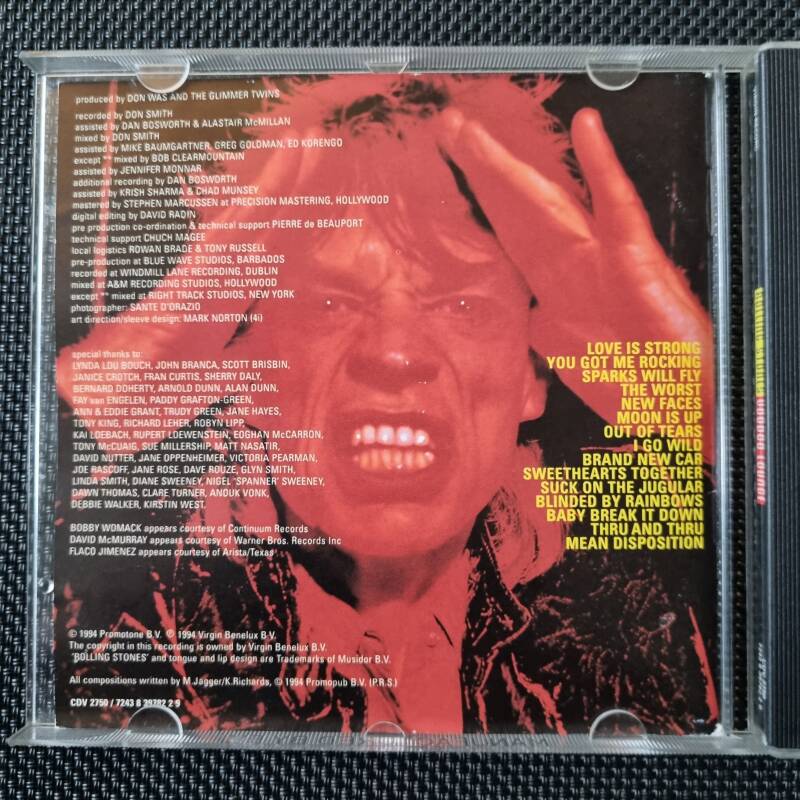 produced by DON WAS AND THE GLIMMER TWINS
recorded by DON SMITH
assisted by DAN BOSWORTH & ALASTAIR McMILLAN
mixed by DON SMITH
assisted by MIKE BAUMGARTNER, GREG GOLDMAN, ED KORENGO
except "*" mixed by BOB CLEARMOUNTAIN
assisted by JENNIFER MONNAR
additional recording by DAN BOSWORTH
assisted by KRISH SHARMA & CHAD MUNSEY
mastered by STEPHEN MARCUSSEN at PRECISION MASTERING, HOLLYWOOD
digital editing by DAVID RADIN
pre production co-ordination & technical support PIERRE de BEAUPORT
technical support CHUCH MAGEE
local logistics ROWAN BRADE & TONY RUSSELL
pre-production at BLUE WAVE STUDIOS, BARBADOS
recorded at WINDMILL LANE RECORDING, DUBLIN
mixed at A&M RECORDING STUDIOS, HOLLYWOOD
except "*" mixed at RIGHT TRACK STUDIOS, NEW YORK
photographer: SANTE D'ORAZIO
art direction/sleeve design: MARK NORTON (4i)
special thanks to:
LYNDA LOU BOUCH, JOHN BRANCA, SCOTT BRISBIN,
JANICE CROTCH, FRAN CURTIS, SHERRY DALY,
BERNARD DOHERTY, ARNOLD DUNN, ALAN DUNN,
FAY van ENGELEN, PADDY GRAFTON-GREEN,
ANN & EDDIE GRANT, TRUDY GREEN, JANE HAYES,
TONY KING, RICHARD LEHER, ROBYN LIPP,
KAI LOEBACH, RUPERT LOEWENSTEIN, EOGHAN McCARRON,
TONY McCUAIG, SUE MILLERSHIP, MATT NASATIR,
DAVID NUTTER, JANE OPPENHEIMER, VICTORIA PEARMAN,
JOE RASCOFF, JANE ROSE, DAVE ROUZE, GLYN SMITH,
LINDA SMITH, DIANE SWEENEY, NIGEL 'SPANNER' SWEENEY,
DAWN THOMAS, CLARE TURNER, ANOUK VONK,
DEBBIE WALKER, KIRSTIN WEST.
BOBBY WOMACK appears courtesy of Continuum Records
DAVID McMURRAY appears courtesy of Warner Bros. Records Inc
FLACO JIMENEZ appears courtesy of Arista/Texas
© 1994 Promotone B.V. ℗ 1994 Virgin Benelux B.V.
The copyright in this recording is owned by Virgin Benelux B.V.
'ROLLING STONES' and tongue and lip design are Trademarks of Musidor B.V.
All compositions written by M.Jagger/K.Richards, © 1994 Promopub B.V. (P.R.S.)
CDV 2750 / 7243 8 39782 2 9
LOVE IS STRONG
YOU GOT ME ROCKING
SPARKS WILL FLY
THE WORST
NEW FACES
MOON IS UP
OUT OF TEARS
I GO WILD
BRAND NEW CAR
SWEETHEARTS TOGETHER
SUCK ON THE JUGULAR
BLINDED BY RAINBOWS
BABY BREAK IT DOWN
THRU AND THRU
MEAN DISPOSITION